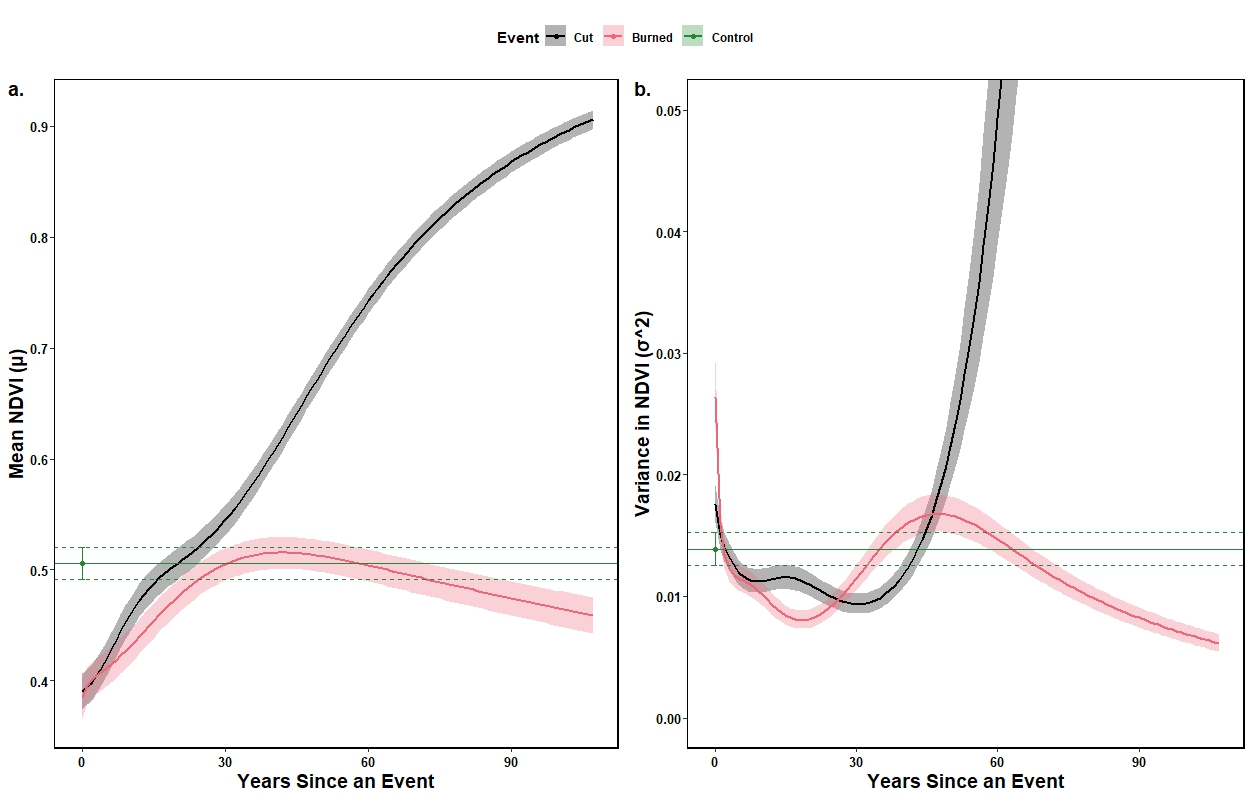 Event Cut Burned Control
a.
Mean NDVI (μ)
0.9
0.8
0.7
0.6
0.5
0.4
0 30 60 90
Years Since an Event
b.
Variance in NDVI (σ^2)
0.05
0.04
0.03
0.02
0.01
0.00
0 30 60 90
Years Since an Event